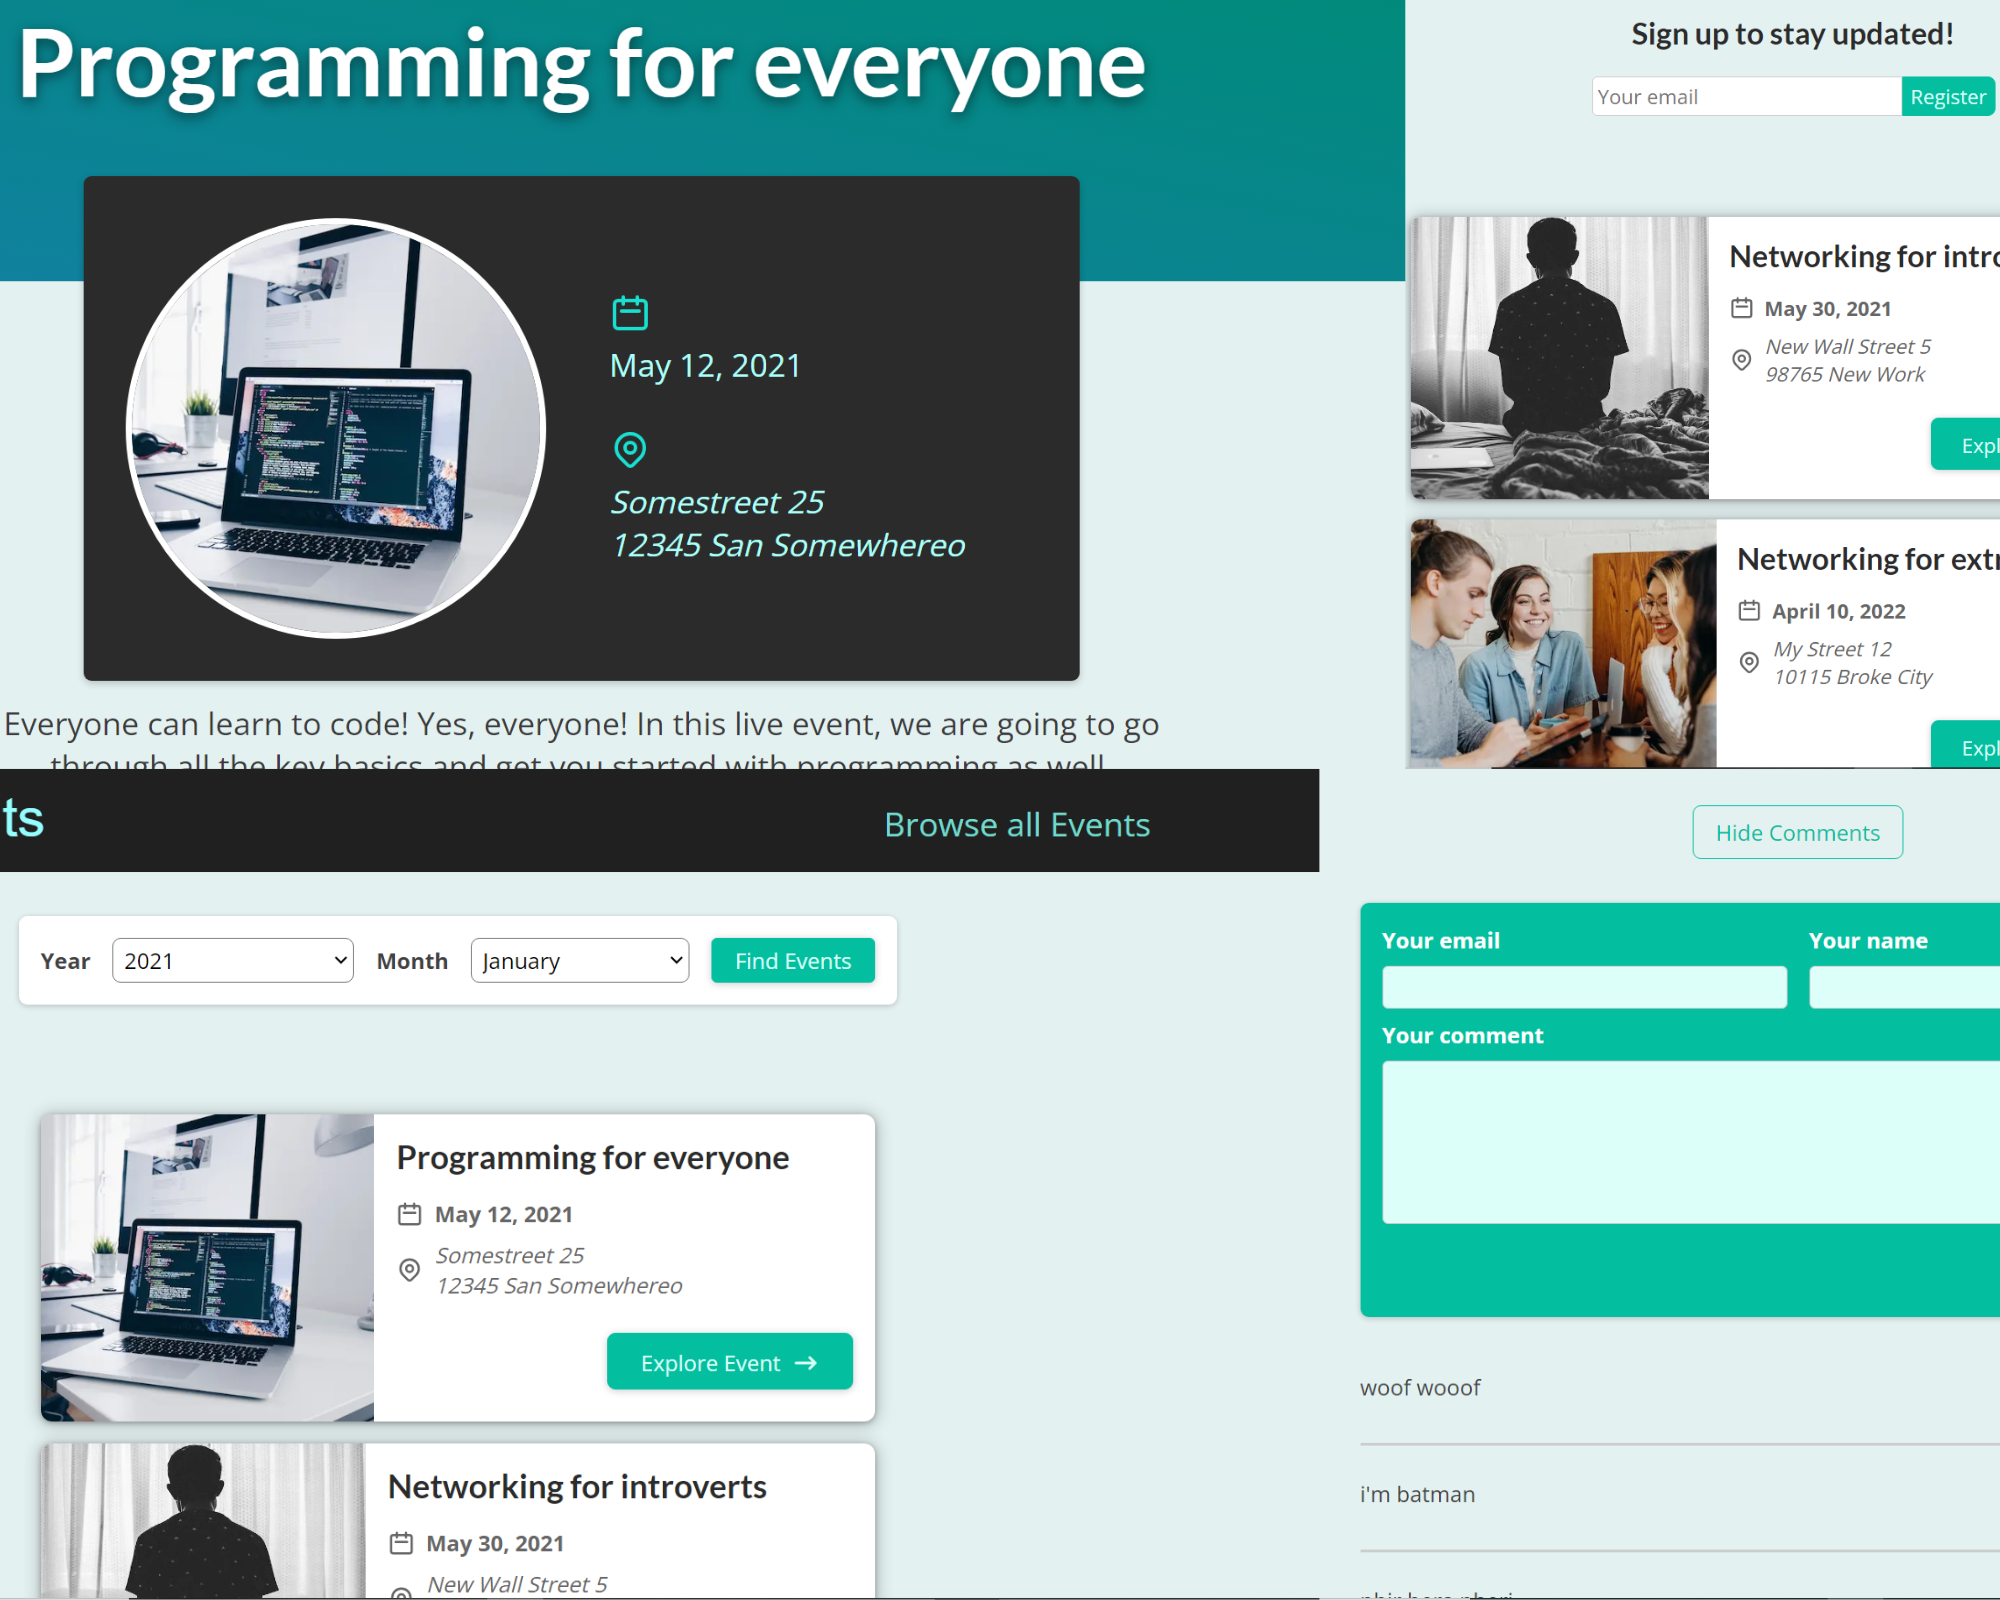 Programming for everyone
May 12, 2021
Somestreet 25
12345 San Somewhereo
Everyone can learn to code! Yes, everyone! In this live event, we are going to go
through all the key basics and get you started with programming as well.
Sign up to stay updated!
Your email
Register
Networking for intro
May 30, 2021
New Wall Street 5
98765 New Work
Expl
Networking for extr
April 10, 2022
My Street 12
10115 Broke City
Expl
ts
Browse all Events
Year
2021
Month
January
Find Events
Programming for everyone
May 12, 2021
Somestreet 25
12345 San Somewhereo
Explore Event
Networking for introverts
May 30, 2021
New Wall Street 5
Hide Comments
Your email
Your name
Your comment
woof wooof
i'm batman